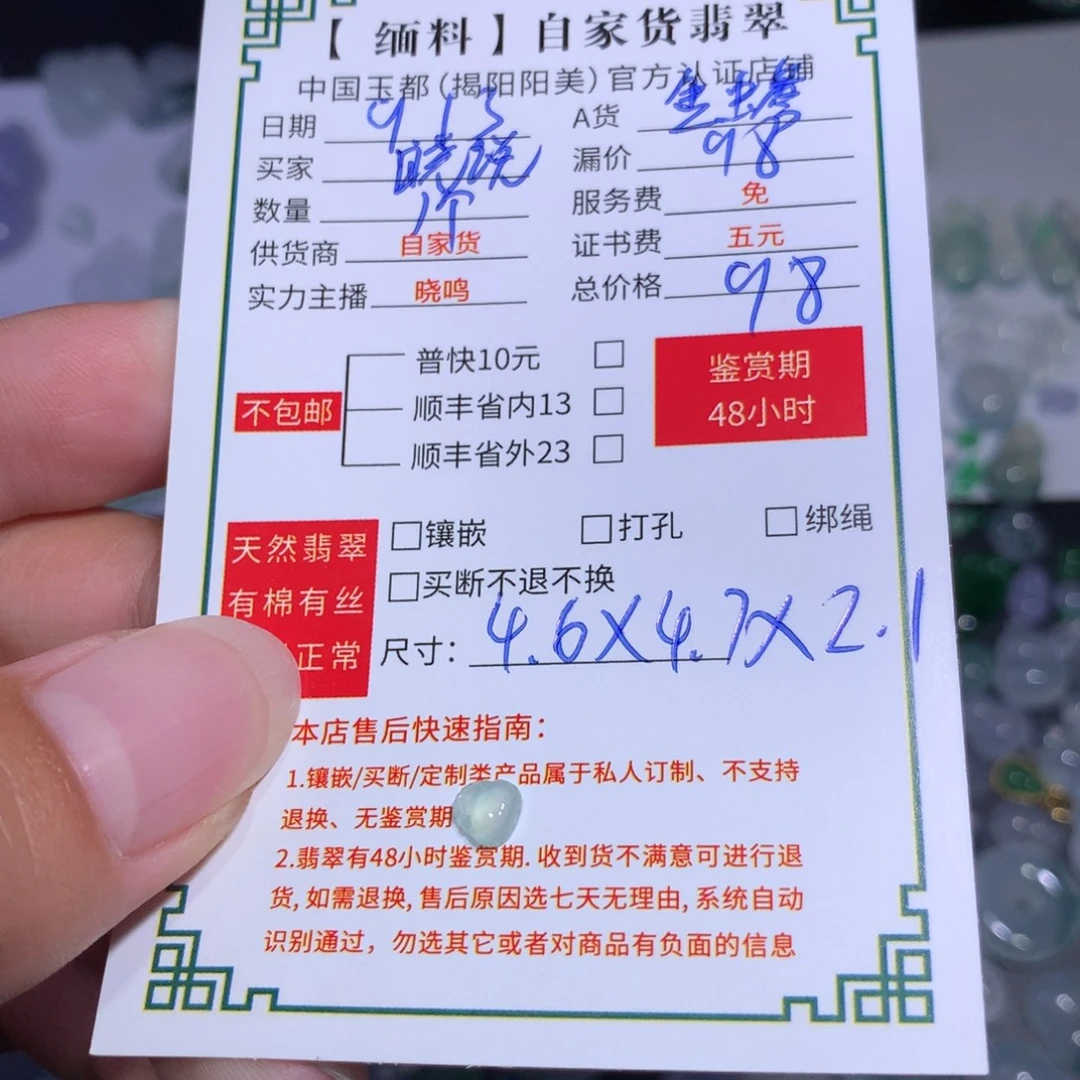 【缅料】自家货翡翠
中国玉都(揭阳阳美)官方认证店铺
日期 9 13 A货
买家 晓 漏价 98
数量 1个 服务费 免
供货商 自家货 证书费 五元
实力主播 晓鸣 总价格 98
普快10元
不包邮 顺丰省内13 鉴赏期
顺丰省外23 48小时
天然翡翠 镶嵌 打孔 绑绳
有棉有丝 买断不退不换
正常 尺寸: 4.6X4.7X2.1
本店售后快速指南:
1.镶嵌/买断/定制类产品属于私人订制、不支持
退换、无鉴赏期
2.翡翠有48小时鉴赏期.收到货不满意可进行退
货,如需退换,售后原因选七天无理由,系统自动
识别通过，勿选其它或者对商品有负面的信息